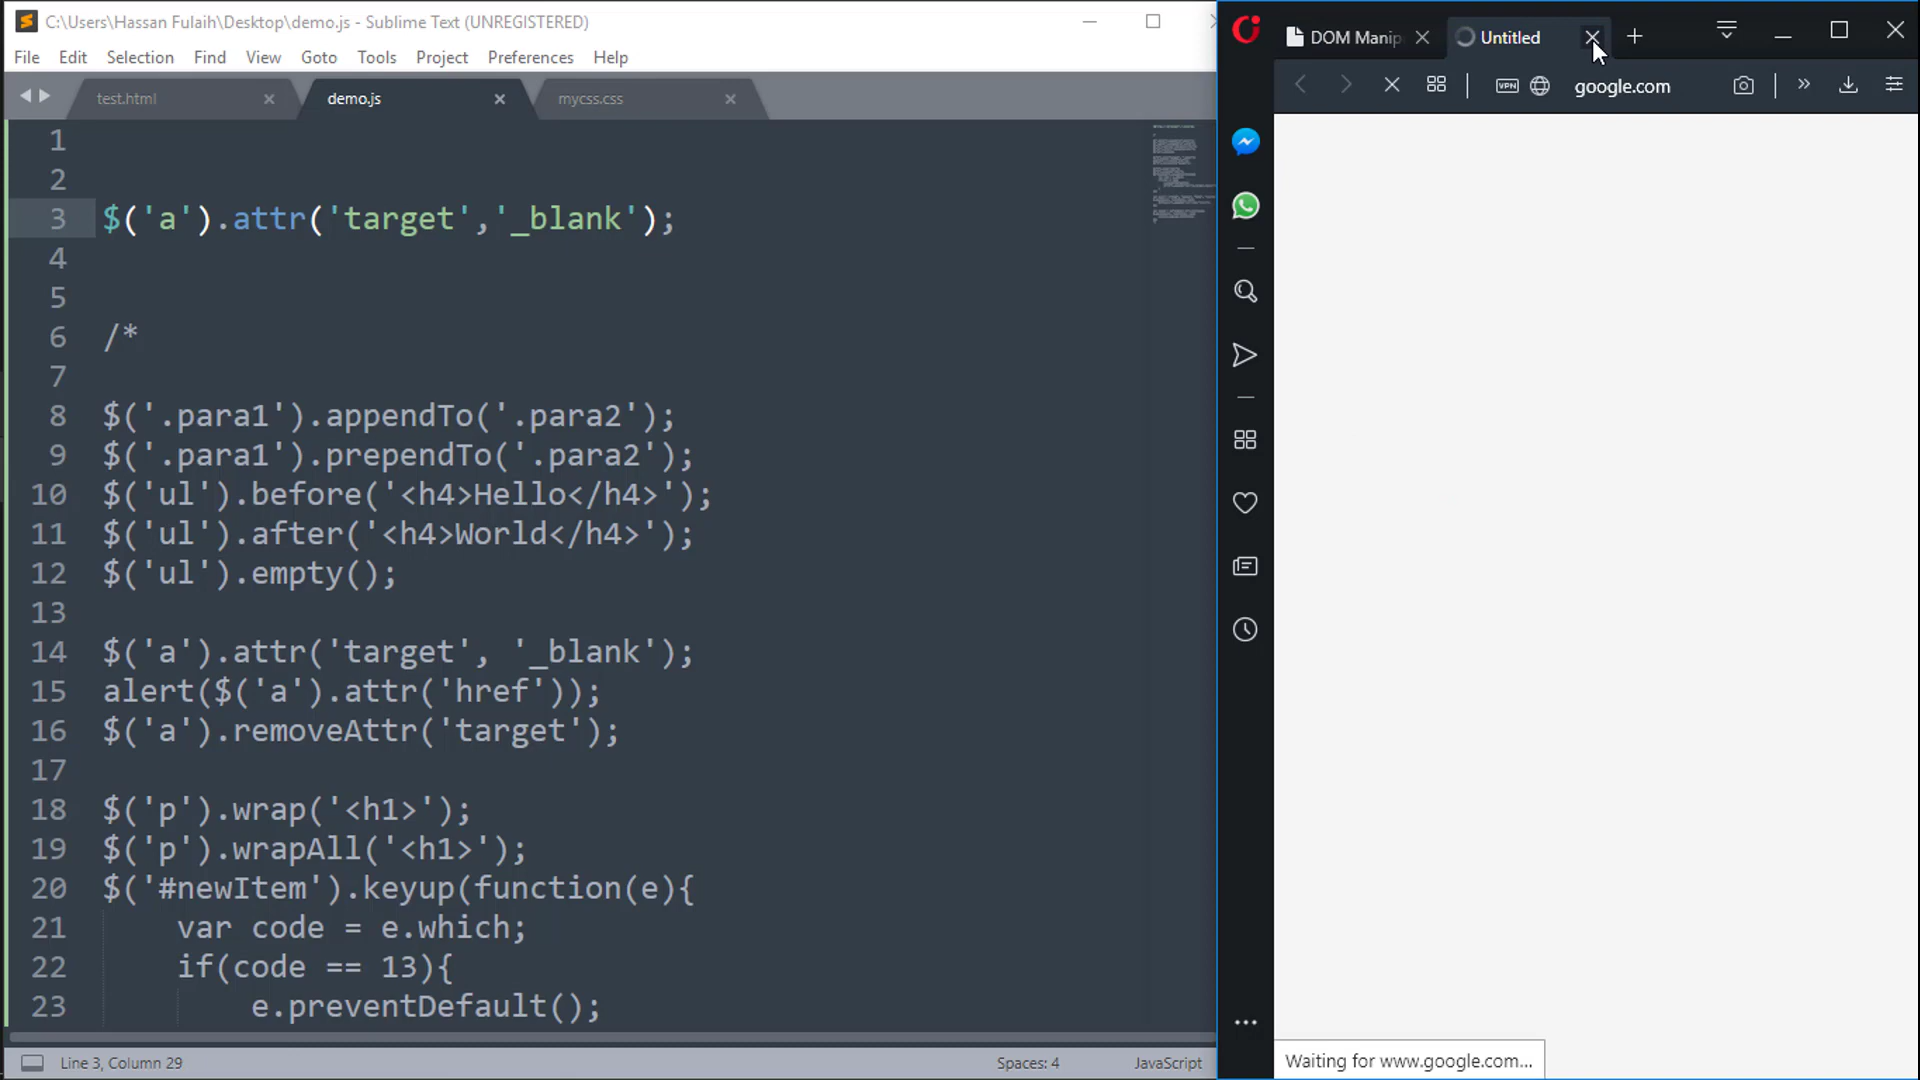 C:\Users\Hassan Fulaih\Desktop\demo.js - Sublime Text (UNREGISTERED)
File Edit Selection View Goto Tools Project Preferences Help
test.html
demo.js
mycss.css
1
2
3 $('a').attr('target','_blank');
4
5
6 /*
7
8 $('.para1').appendTo('.para2');
9 $('.para1').prependTo('.para2');
10 $('ul').before('<h4>Hello</h4>');
11 $('ul').after('<h4>World</h4>');
12 $('ul').empty();
13
14 $('a').attr('target', '_blank');
15 alert($('a').attr('href'));
16 $('a').removeAttr('target');
17
18 $('p').wrap('<h1>');
19 $('p').wrapAll('<h1>');
20 $('#newItem').keyup(function(e){
21 var code = e.which;
22 if(code == 13){
23 e.preventDefault();
Line 3, Column 29
Spaces: 4
JavaScript
DOM Manip
Untitled
VPN
google.com
Waiting for www.google.com...